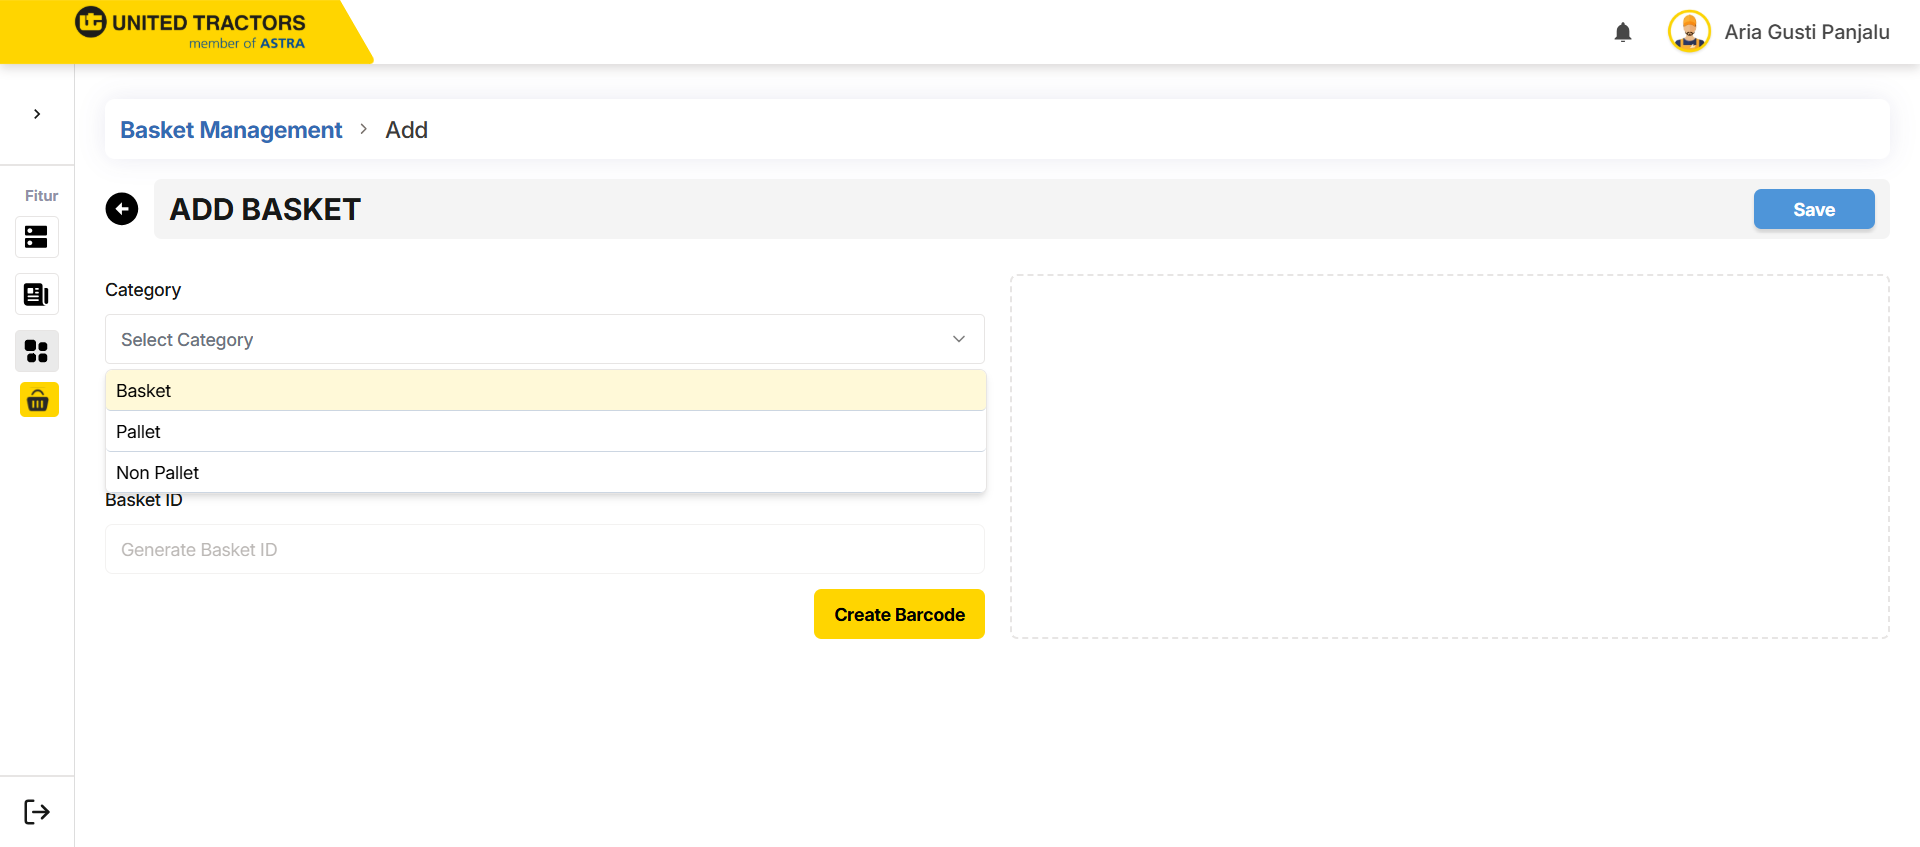 UNITED TRACTORS
member of ASTRA
Aria Gusti Panjalu
Basket Management > Add
Fitur
ADD BASKET
Save
Category
Select Category
Basket
Pallet
Non Pallet
Basket ID
Generate Basket ID
Create Barcode